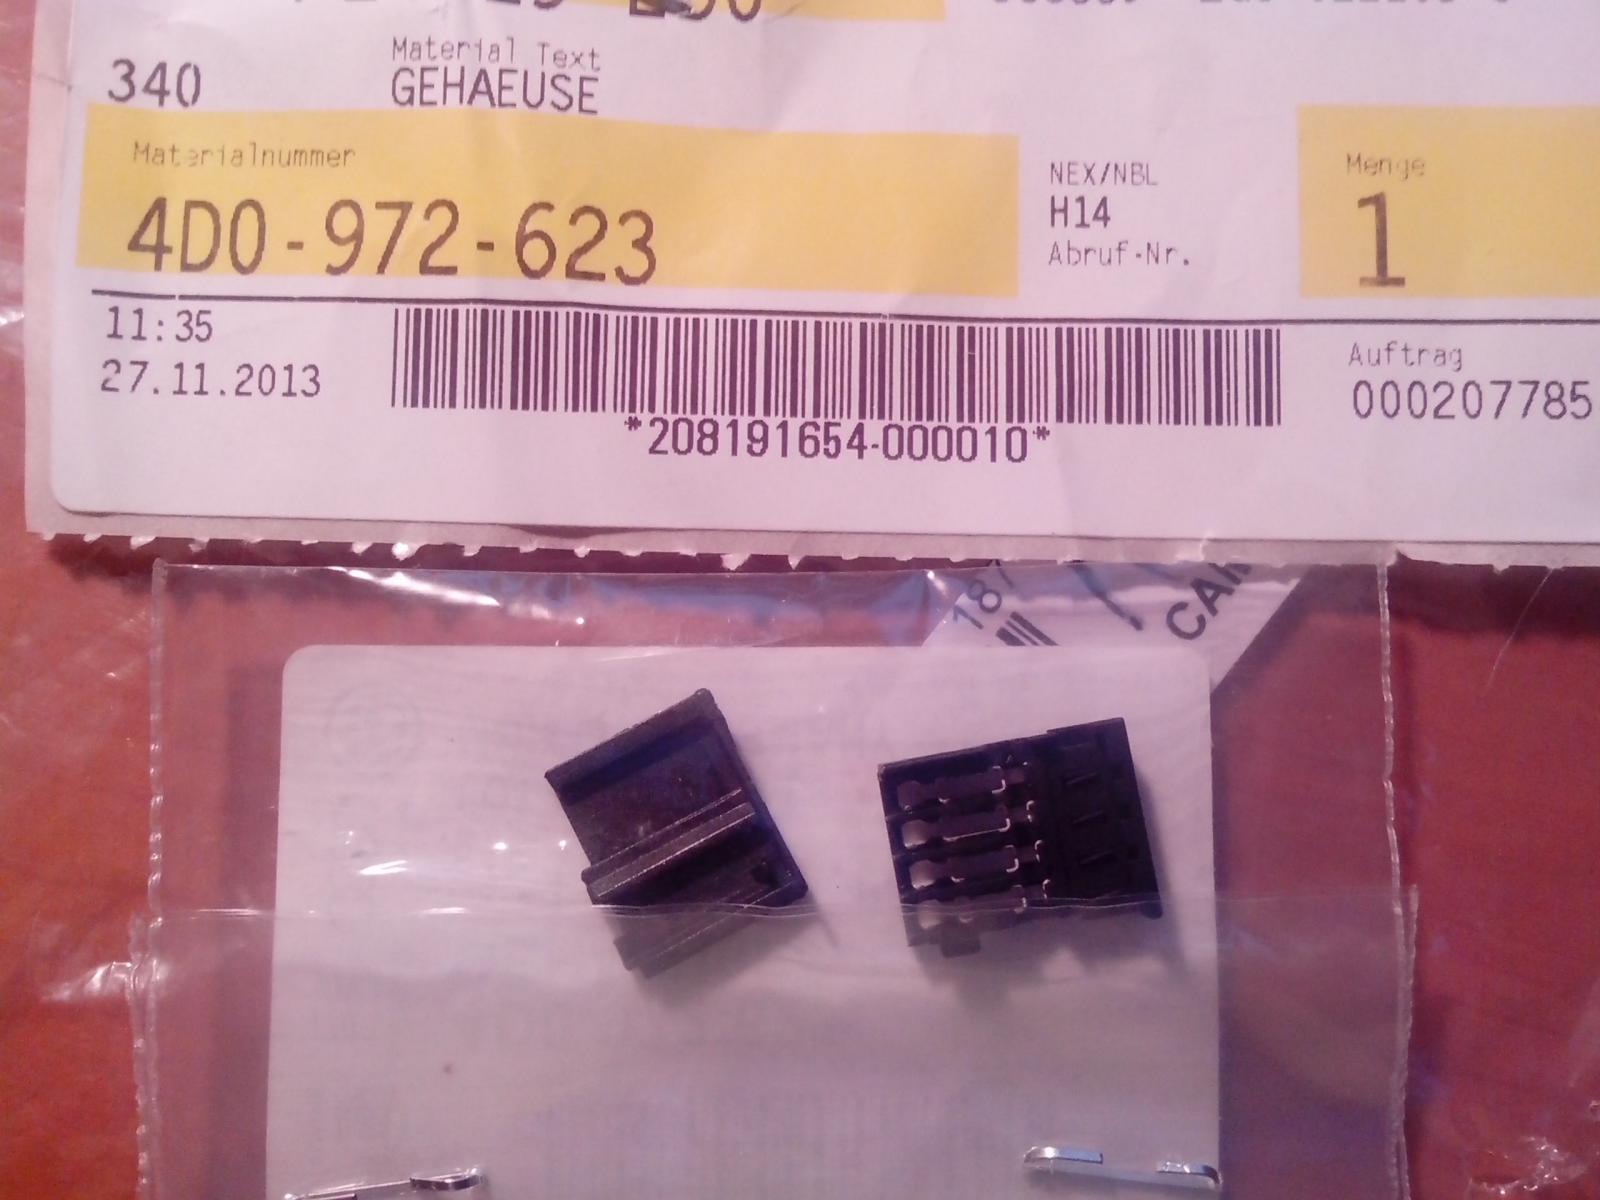 340
Material Text
GEHAEUSE
Materialnummer
4D0-972-623
NEX/NBL
H14
Abruf-Nr.
Menge
1
11:35
27.11.2013
*208191654-000010*
Auftrag
000207785
187